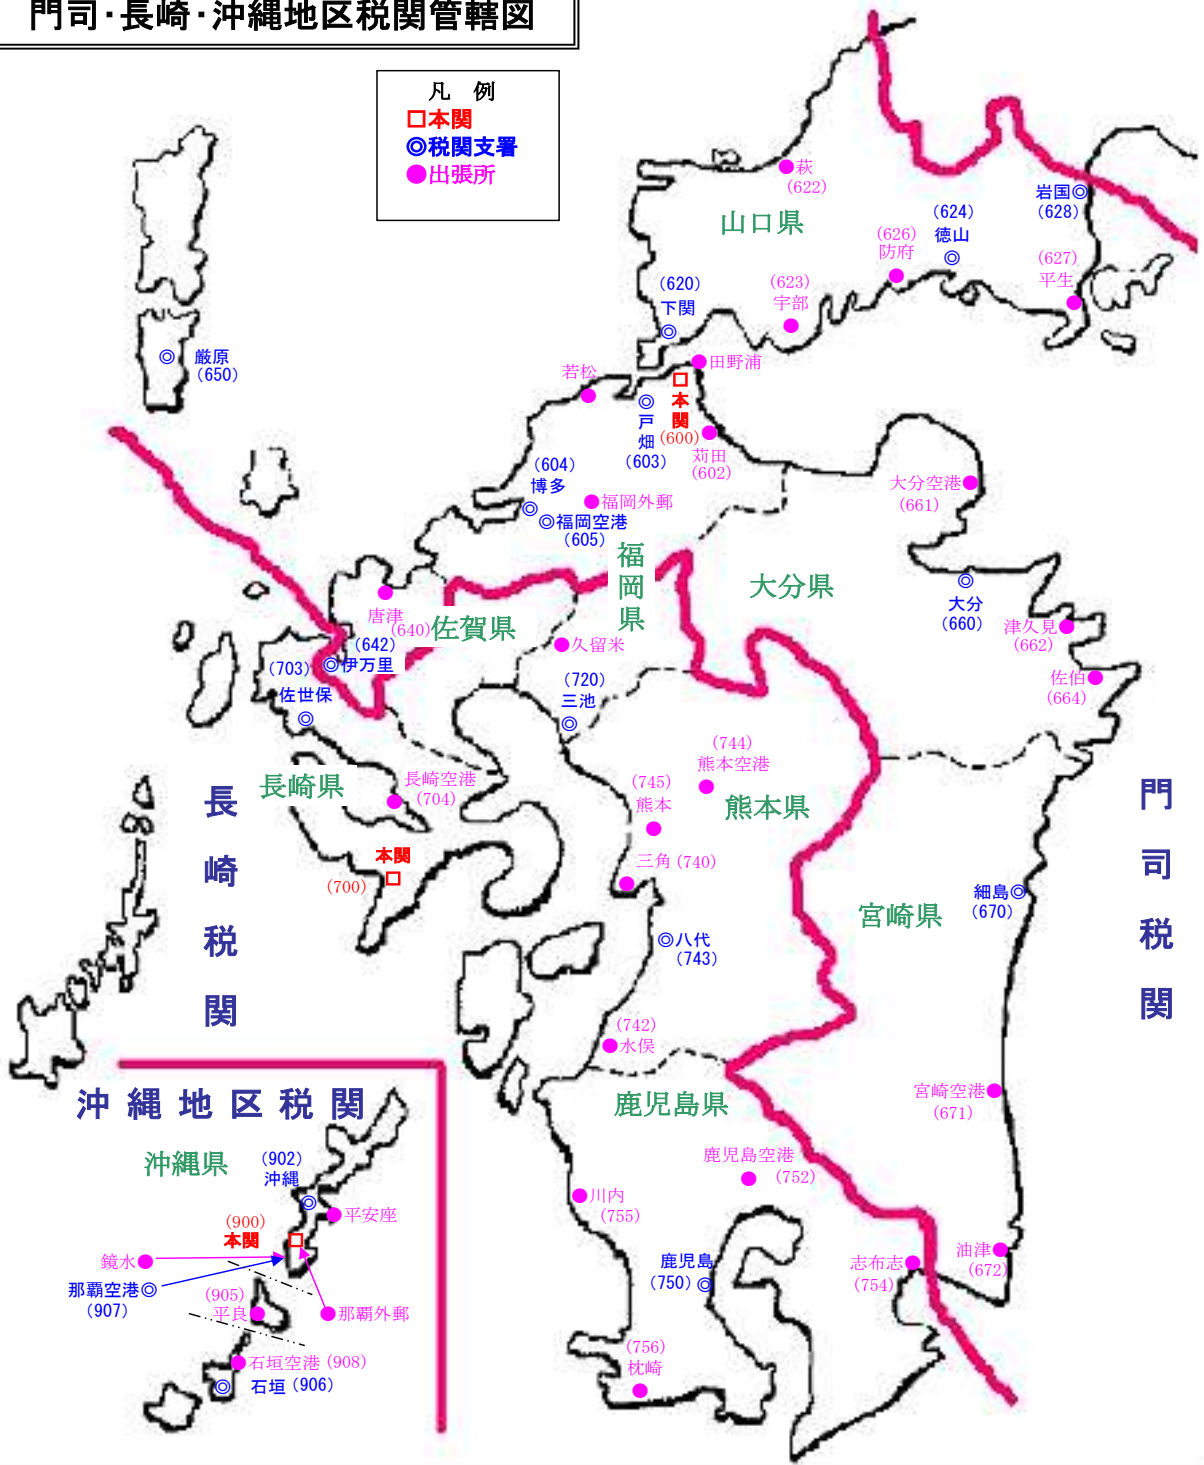 門司・長崎・沖縄地区税関管轄図
凡　例
□本関
◎税関支署
●出張所
萩
(622)
山口県
岩国◎
(628)
(624)
徳山
(626)
防府
(627)
平生
(620)
下関
(623)
宇部
厳原
(650)
田野浦
若松
本関
(600)
戸畑
(603)
苅田
(602)
(604)
博多
福岡外郵
◎福岡空港
(605)
福岡県
大分空港
(661)
大分県
大分
(660)
津久見
(662)
佐伯
(664)
唐津
(640)
佐賀県
(642)
◎伊万里
久留米
(703)
佐世保
(720)
三池
長崎県
長崎空港
(704)
(744)
熊本空港
(745)
熊本
熊本県
本関
(700)
三角(740)
長崎税関
門司税関
細島◎
(670)
宮崎県
◎八代
(743)
(742)
水俣
宮崎空港
(671)
鹿児島県
鹿児島空港
(752)
川内
(755)
鹿児島
(750)
志布志
(754)
油津
(672)
(756)
枕崎
沖縄地区税関
沖縄県
(902)
沖縄
平安座
(900)
本関
鏡水
那覇空港◎
(907)
(905)
平良
那覇外郵
石垣空港(908)
石垣(906)